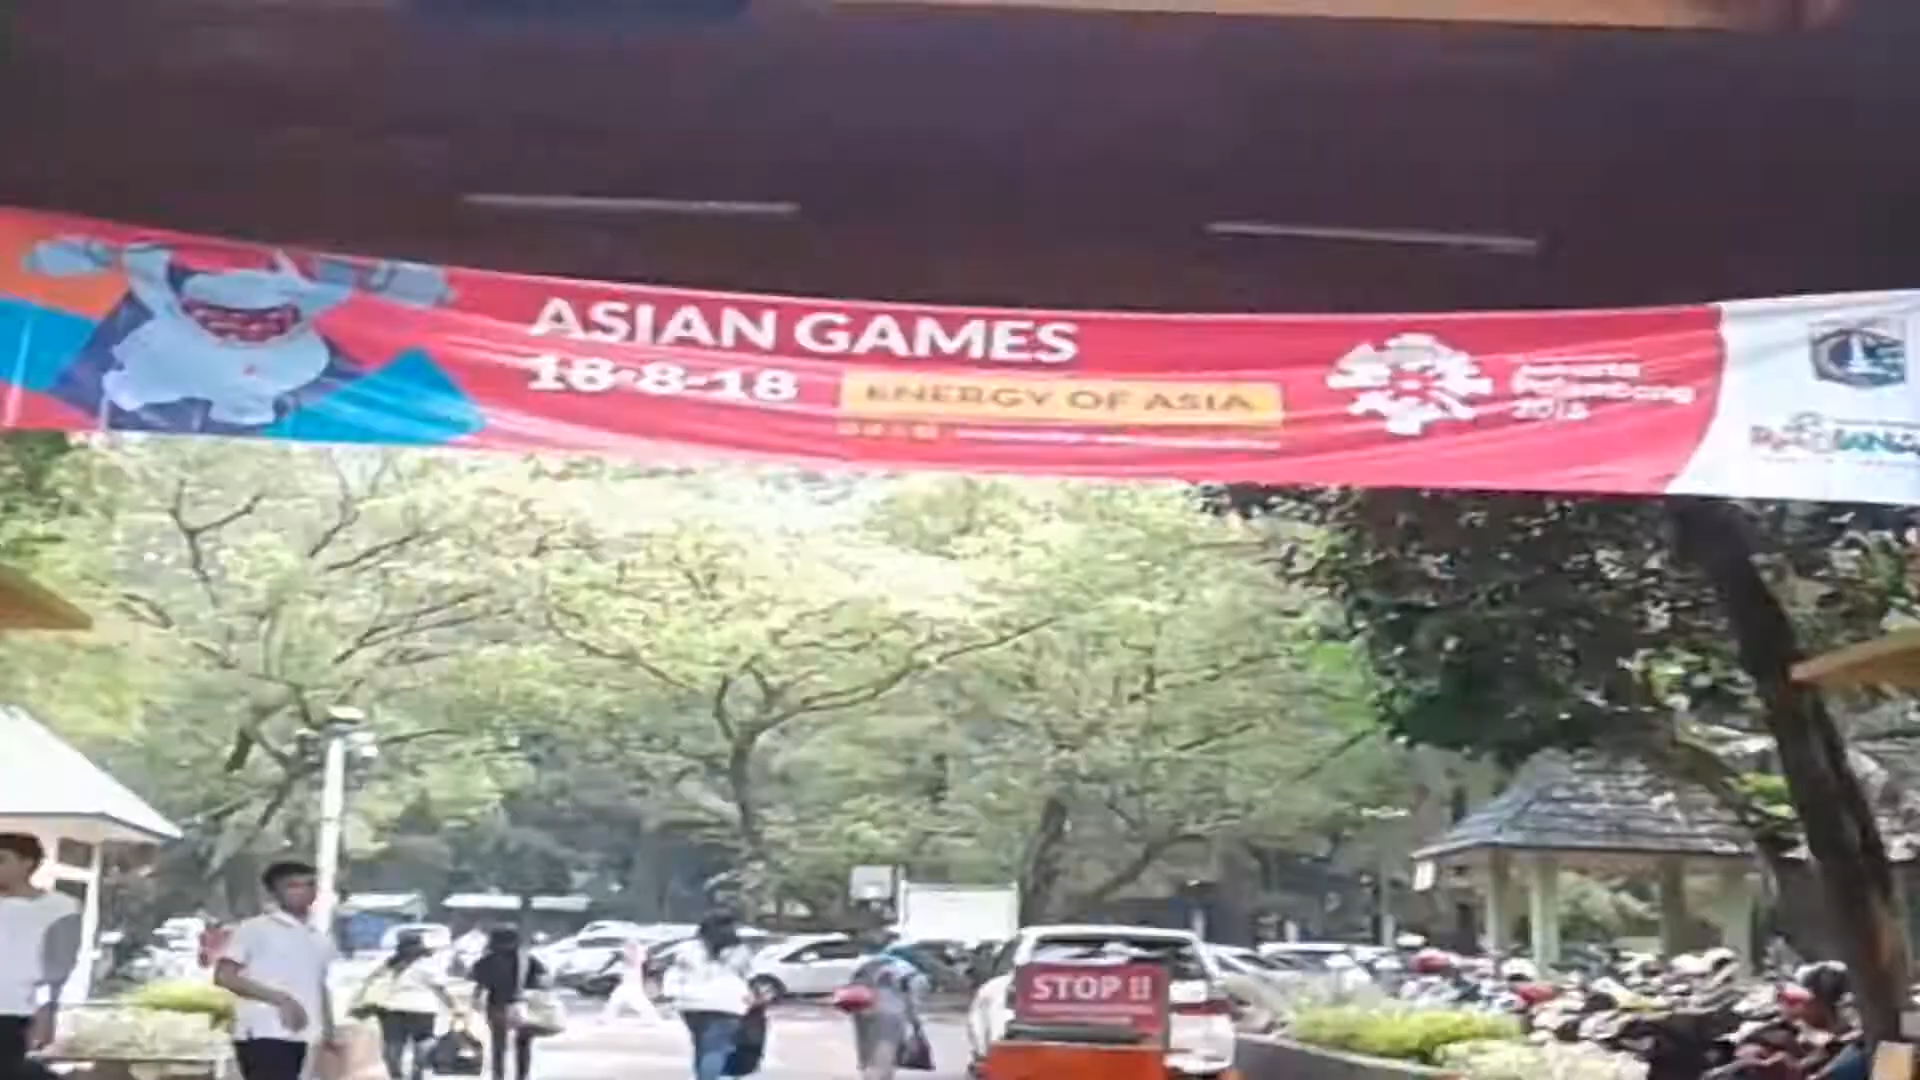 ASIAN GAMES
18-8-18
ENERGY OF ASIA
Jakarta
Palembang
2018
STOP !!